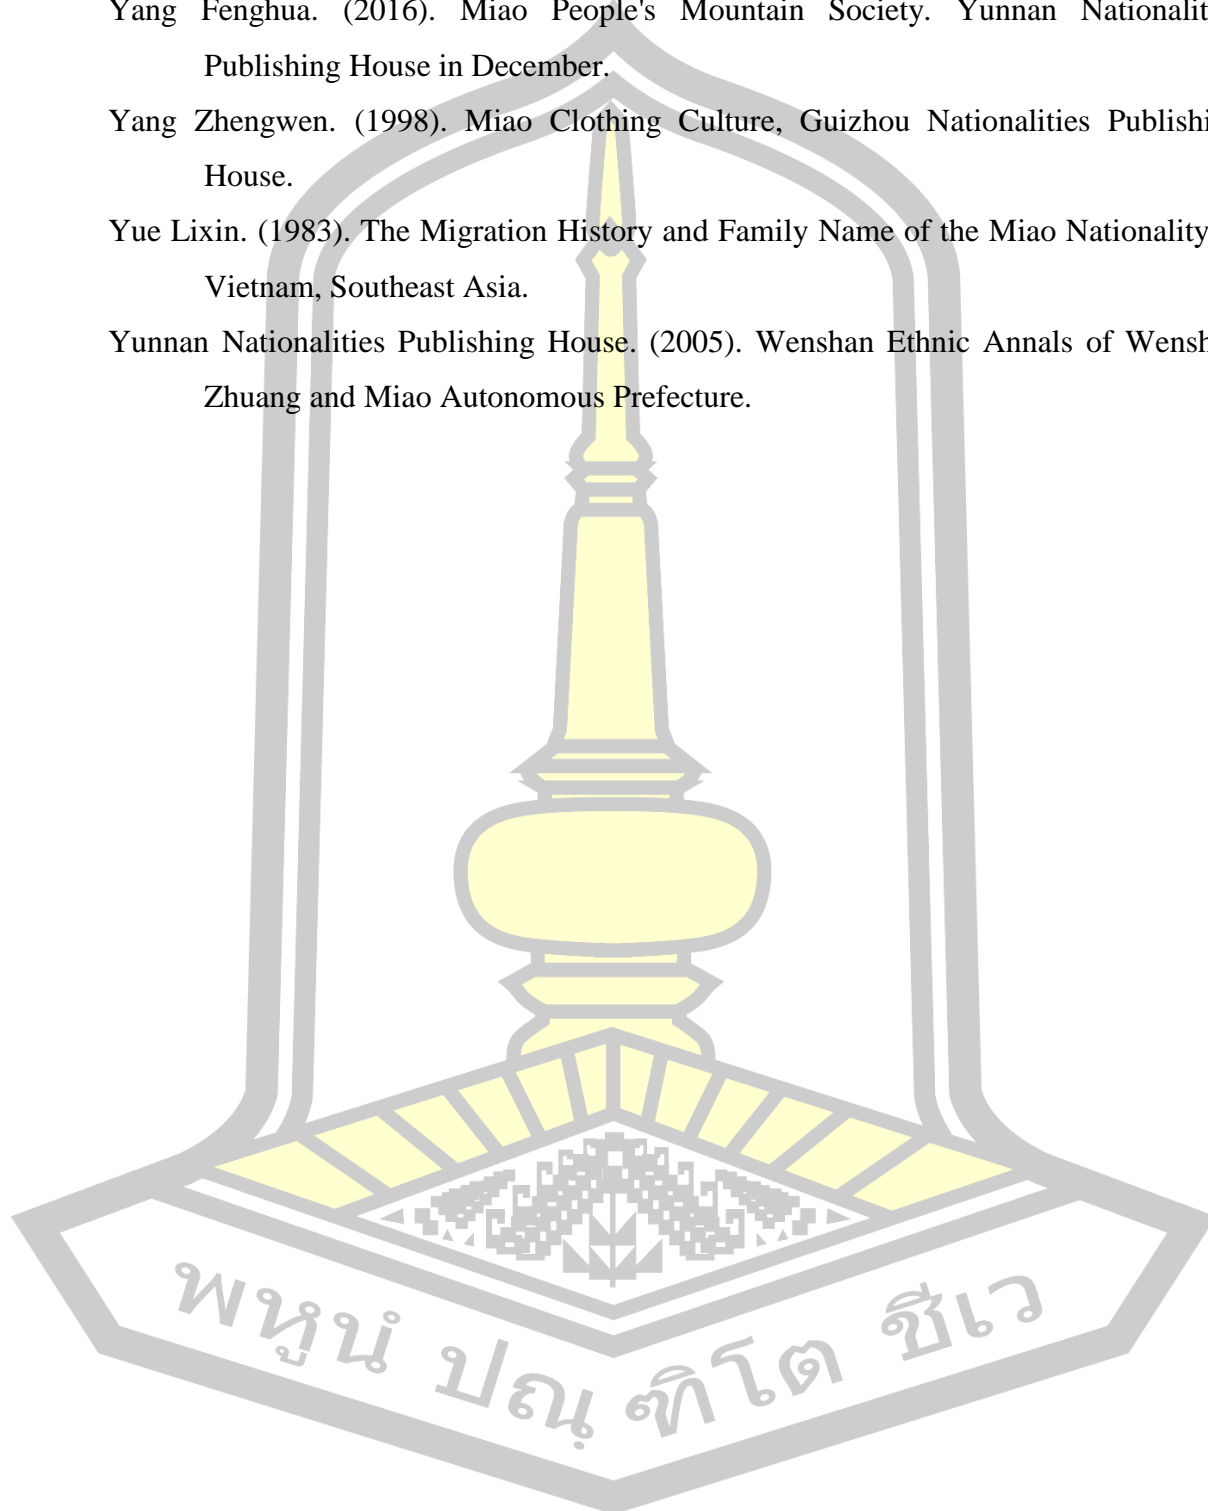 Yang Fenghua. (2016). Miao People's Mountain Society. Yunnan Nationalit
Publishing House in December.
Yang Zhengwen. (1998). Miao Clothing Culture, Guizhou Nationalities Publishi
House.
Yue Lixin. (1983). The Migration History and Family Name of the Miao Nationality
Vietnam, Southeast Asia.
Yunnan Nationalities Publishing House. (2005). Wenshan Ethnic Annals of Wensh
Zhuang and Miao Autonomous Prefecture.
พหูนํ ปณฺฑิโต ชีเว